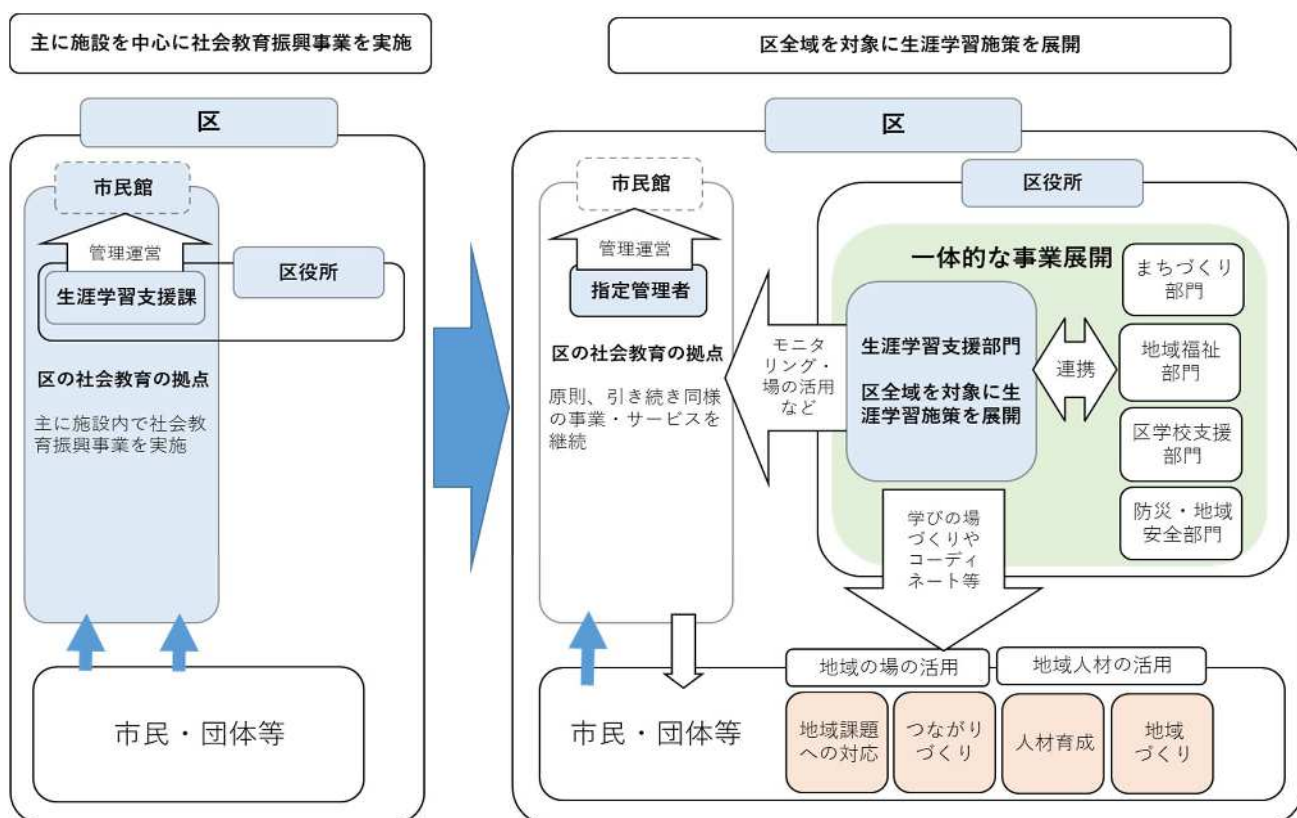 主に施設を中心に社会教育振興事業を実施
区
市民館
管理運営
区役所
生涯学習支援課
区の社会教育の拠点
主に施設内で社会教
育振興事業を実施
市民・団体等
区全域を対象に生涯学習施策を展開
区
市民館
管理運営
指定管理者
区の社会教育の拠点
原則、引き続き同様
の事業・サービスを
継続
モニタ
リング・
場の活用
など
区役所
一体的な事業展開
生涯学習支援部門
区全域を対象に生
涯学習施策を展開
連携
まちづくり
部門
地域福祉
部門
区学校支援
部門
防災・地域
安全部門
学びの場
づくりや
コーディ
ネート等
市民・団体等
地域の場の活用
地域人材の活用
地域課題
への対応
つながり
づくり
人材育成
地域
づくり